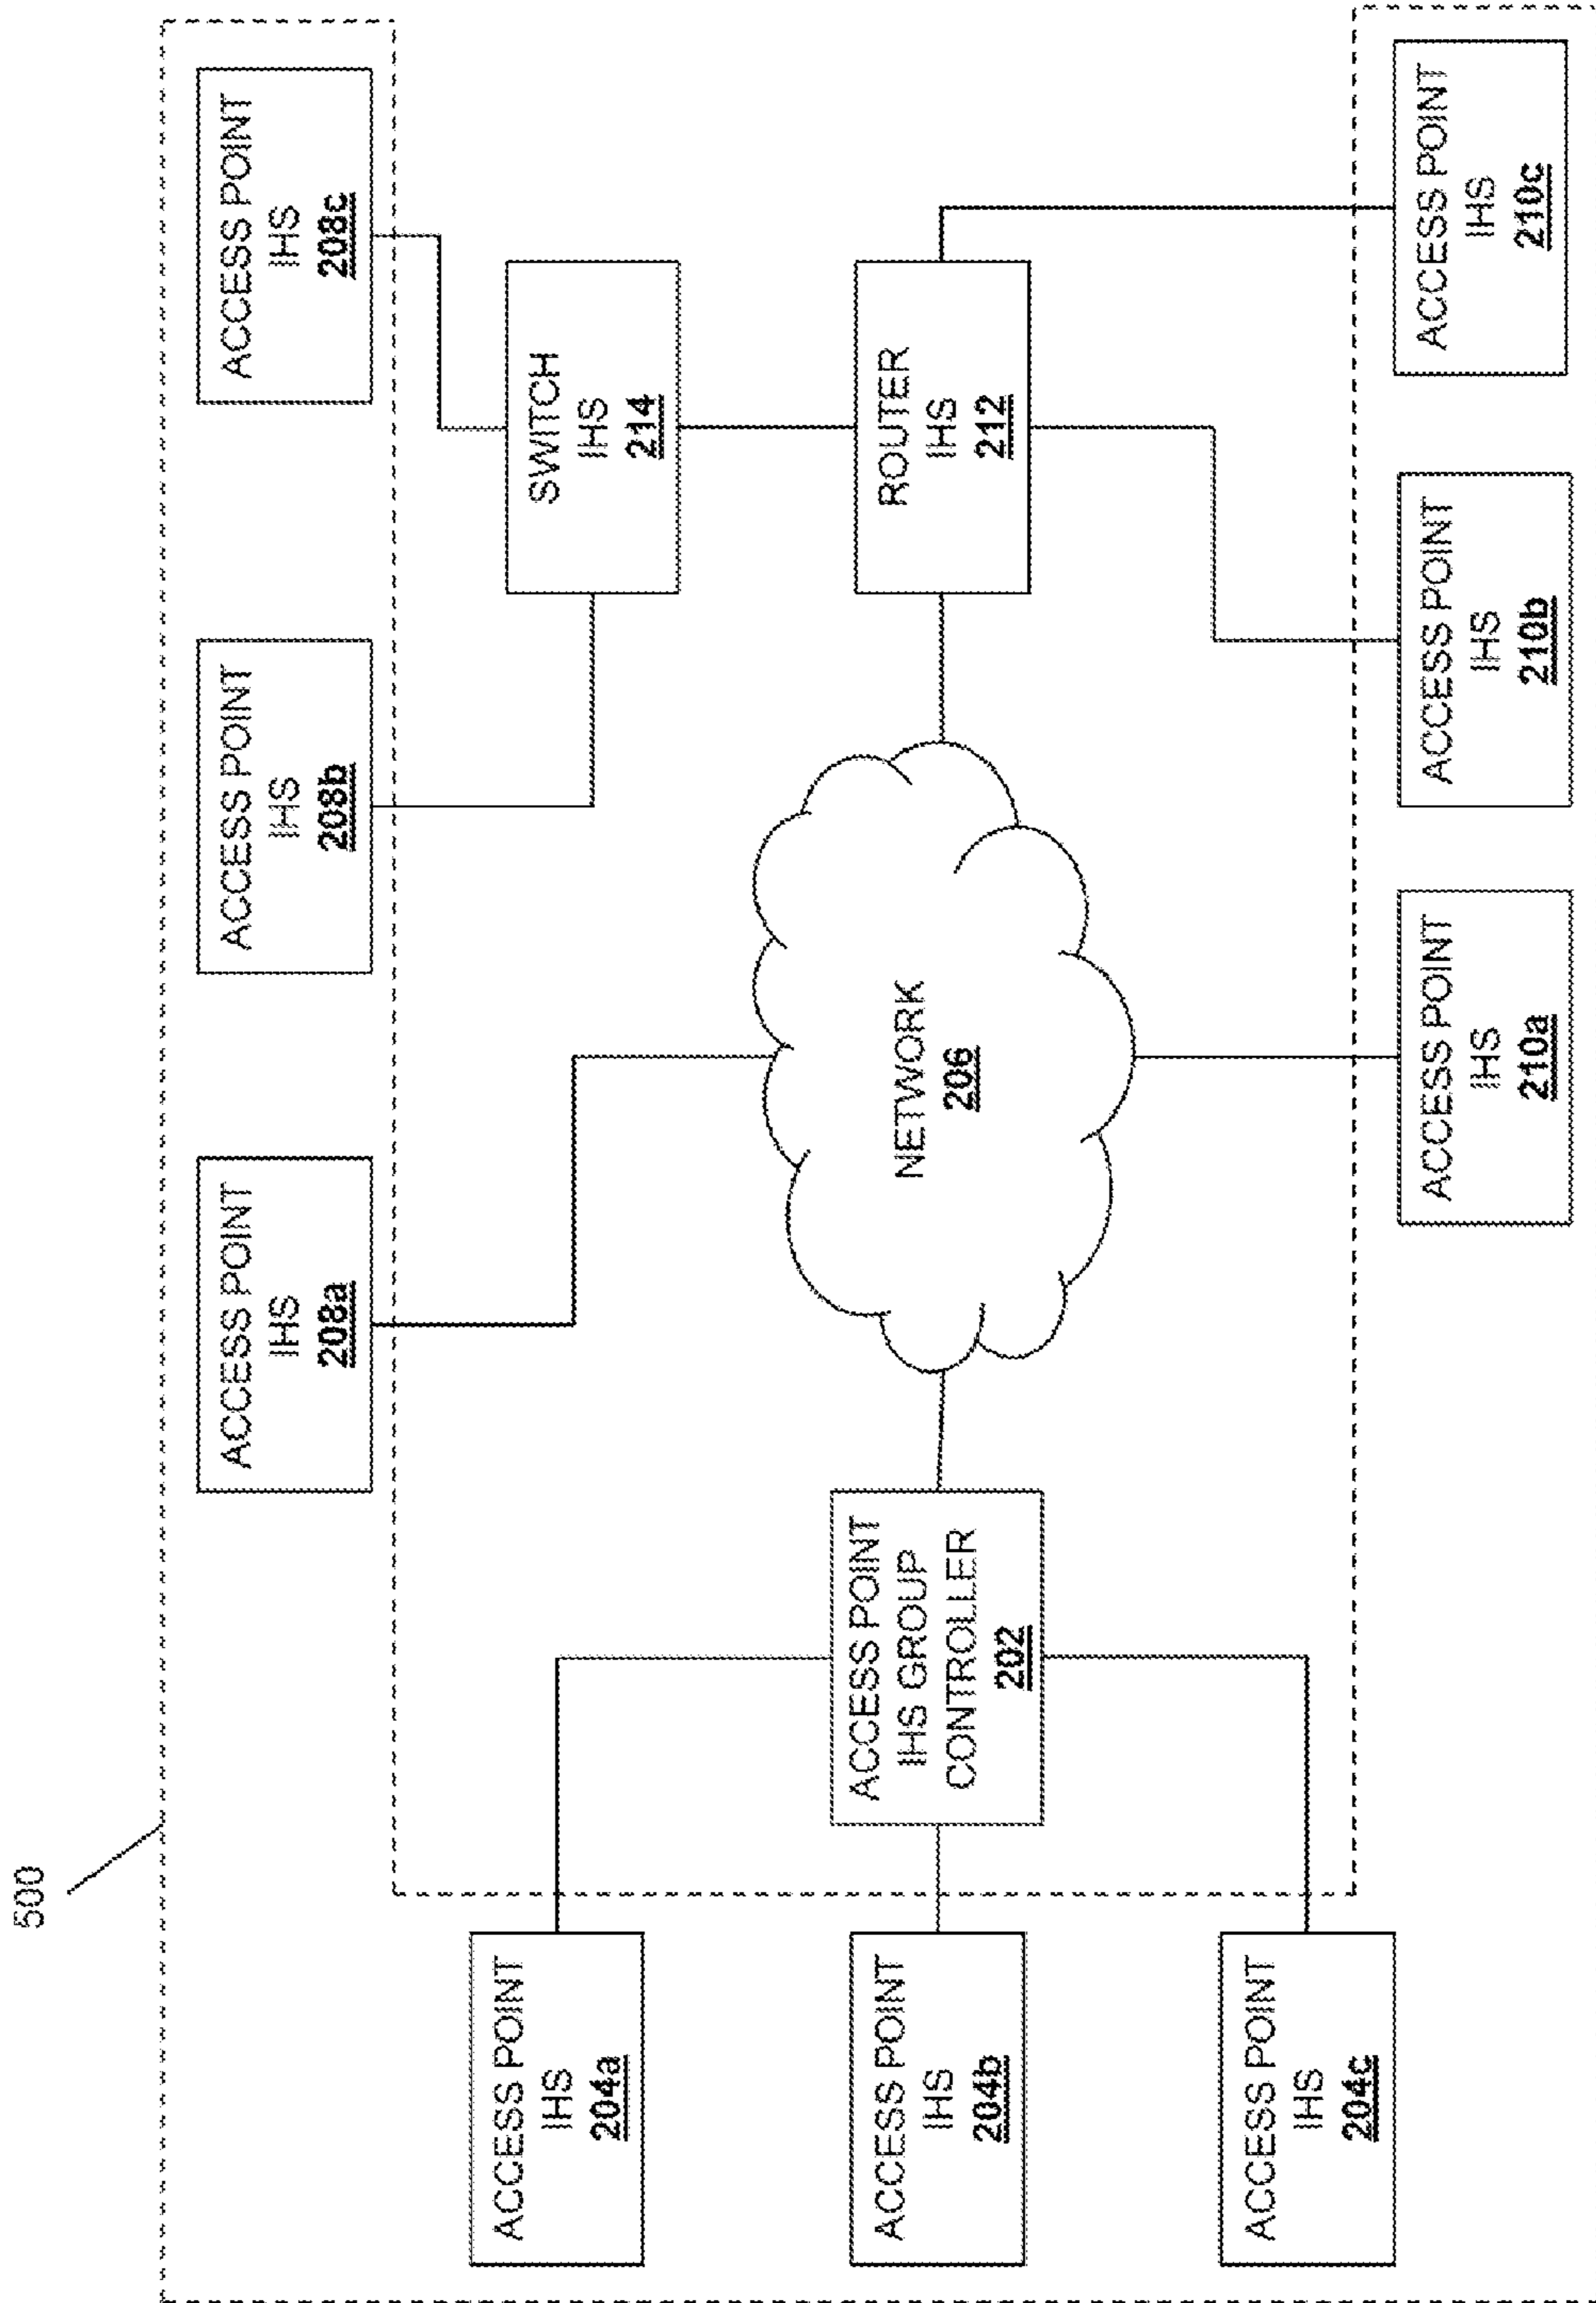 500
ACCESS POINT
IHS
208a
ACCESS POINT
IHS
208b
ACCESS POINT
IHS
208c
ACCESS POINT
IHS
204a
ACCESS POINT
IHS
204b
ACCESS POINT
IHS
204c
ACCESS POINT
IHS GROUP
CONTROLLER
202
NETWORK
206
SWITCH
IHS
214
ROUTER
IHS
212
ACCESS POINT
IHS
210a
ACCESS POINT
IHS
210b
ACCESS POINT
IHS
210c